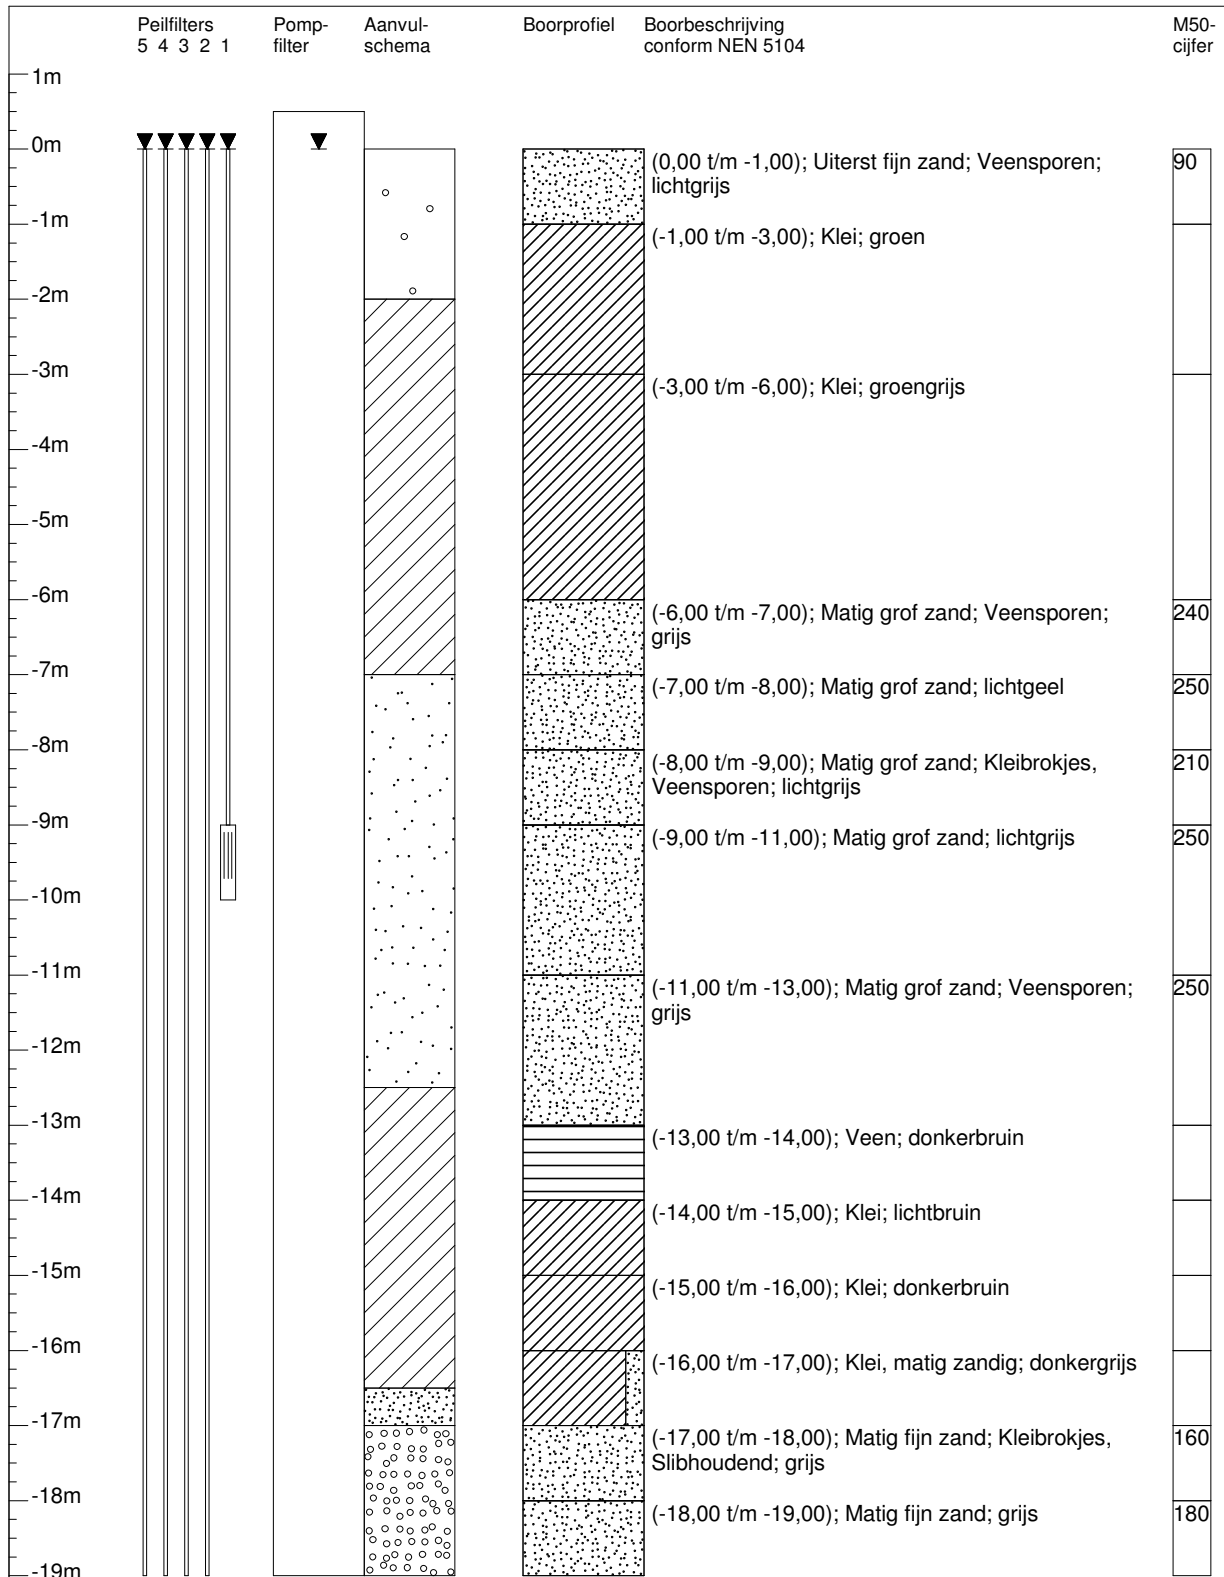 Peilfilters
5 4 3 2 1
Pomp-
filter
Aanvul-
schema
Boorprofiel
Boorbeschrijving
conform NEN 5104
M50-
cijfer
1m
0m
(0,00 t/m -1,00); Uiterst fijn zand; Veensporen;
lichtgrijs
90
-1m
(-1,00 t/m -3,00); Klei; groen
-2m
-3m
(-3,00 t/m -6,00); Klei; groengrijs
-4m
-5m
-6m
(-6,00 t/m -7,00); Matig grof zand; Veensporen;
grijs
240
-7m
(-7,00 t/m -8,00); Matig grof zand; lichtgeel
250
-8m
(-8,00 t/m -9,00); Matig grof zand; Kleibrokjes,
Veensporen; lichtgrijs
210
-9m
(-9,00 t/m -11,00); Matig grof zand; lichtgrijs
250
-10m
-11m
(-11,00 t/m -13,00); Matig grof zand; Veensporen;
grijs
250
-12m
-13m
(-13,00 t/m -14,00); Veen; donkerbruin
-14m
(-14,00 t/m -15,00); Klei; lichtbruin
-15m
(-15,00 t/m -16,00); Klei; donkerbruin
-16m
(-16,00 t/m -17,00); Klei, matig zandig; donkergrijs
-17m
(-17,00 t/m -18,00); Matig fijn zand; Kleibrokjes,
Slibhoudend; grijs
160
-18m
(-18,00 t/m -19,00); Matig fijn zand; grijs
180
-19m